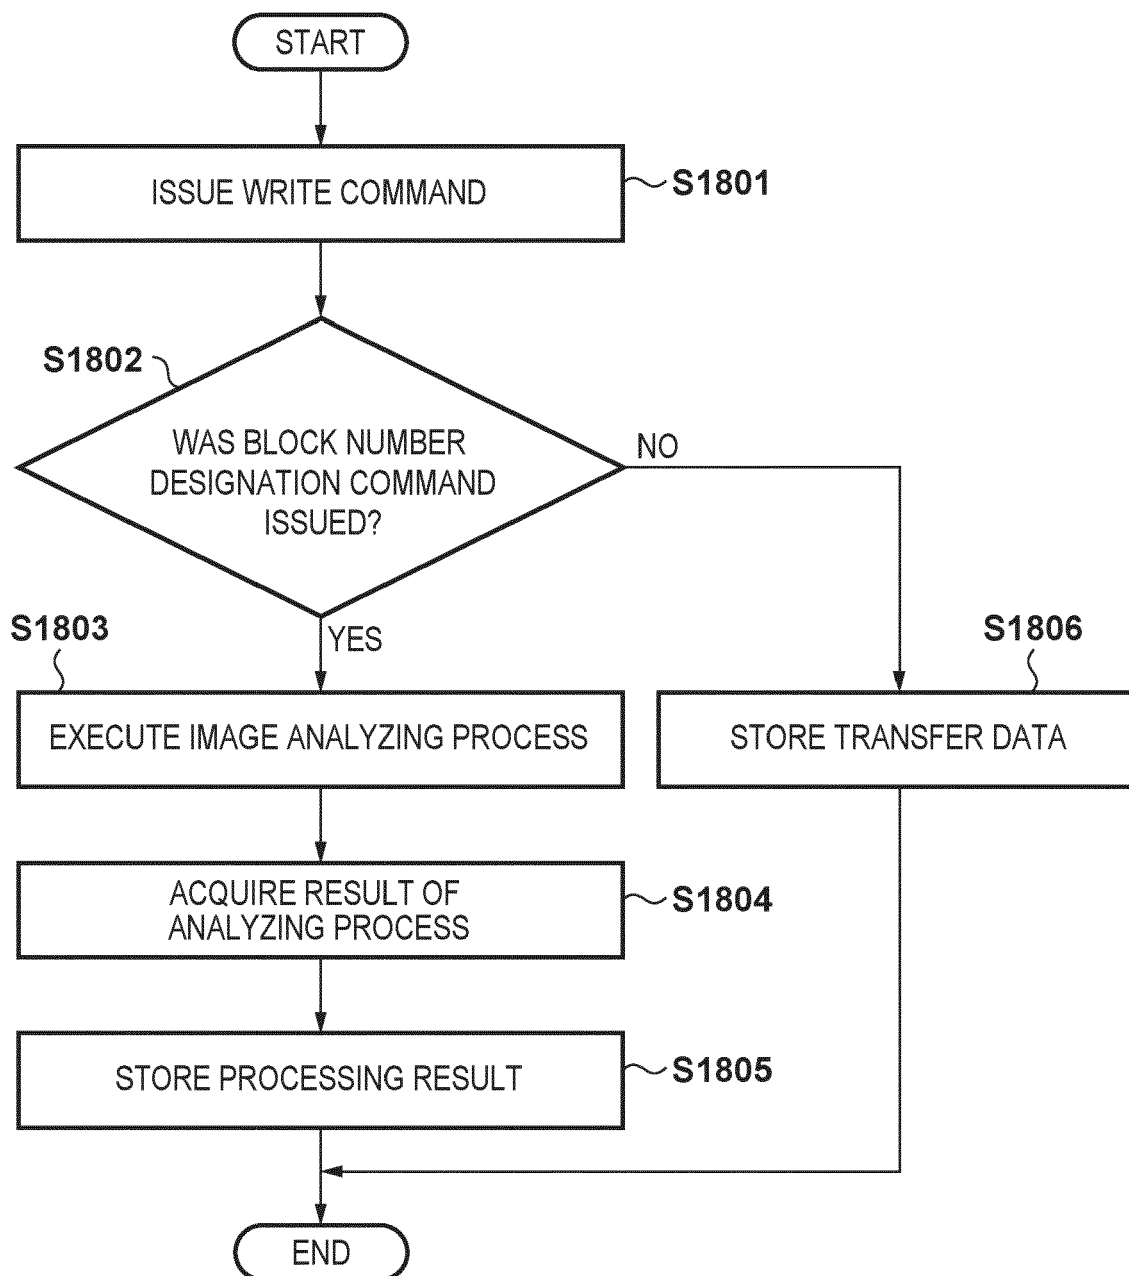 START
ISSUE WRITE COMMAND
S1801
S1802
WAS BLOCK NUMBER
DESIGNATION COMMAND
ISSUED?
NO
YES
S1803
EXECUTE IMAGE ANALYZING PROCESS
S1806
STORE TRANSFER DATA
ACQUIRE RESULT OF
ANALYZING PROCESS
S1804
STORE PROCESSING RESULT
S1805
END